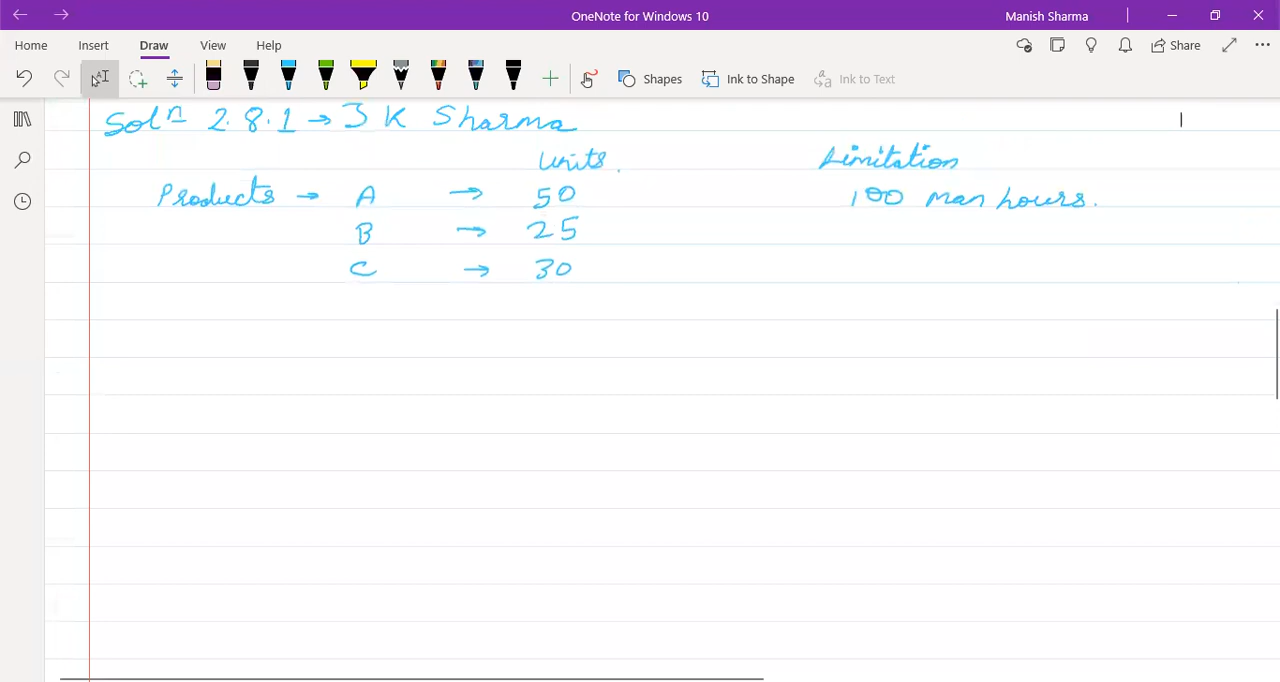 OneNote for Windows 10
Manish Sharma
Home Insert Draw View Help
Share
Shapes Ink to Shape Ink to Text
Solⁿ 2.8.1 → J K Sharma
Units. Limitation
Products → A → 50 100 man hours.
B → 25
C → 30